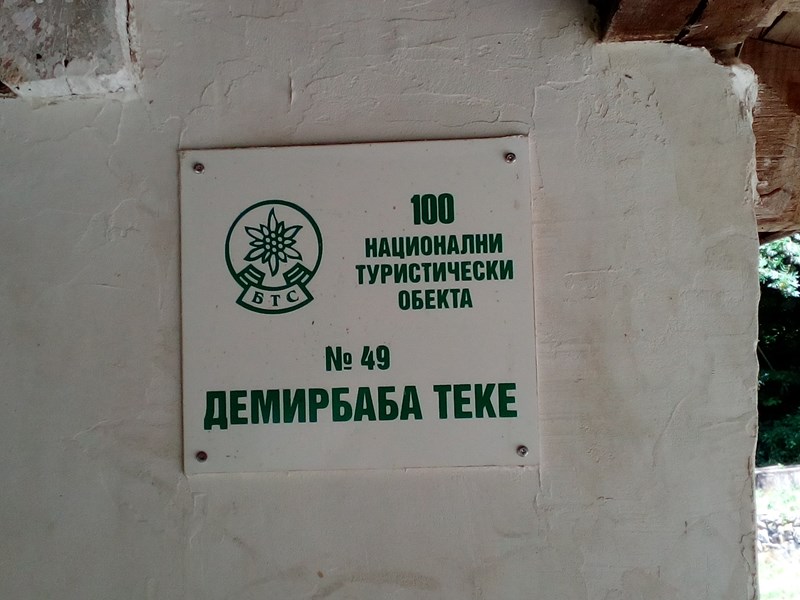 БТС
100
НАЦИОНАЛНИ
ТУРИСТИЧЕСКИ
ОБЕКТА
№ 49
ДЕМИРБАБА ТЕКЕ